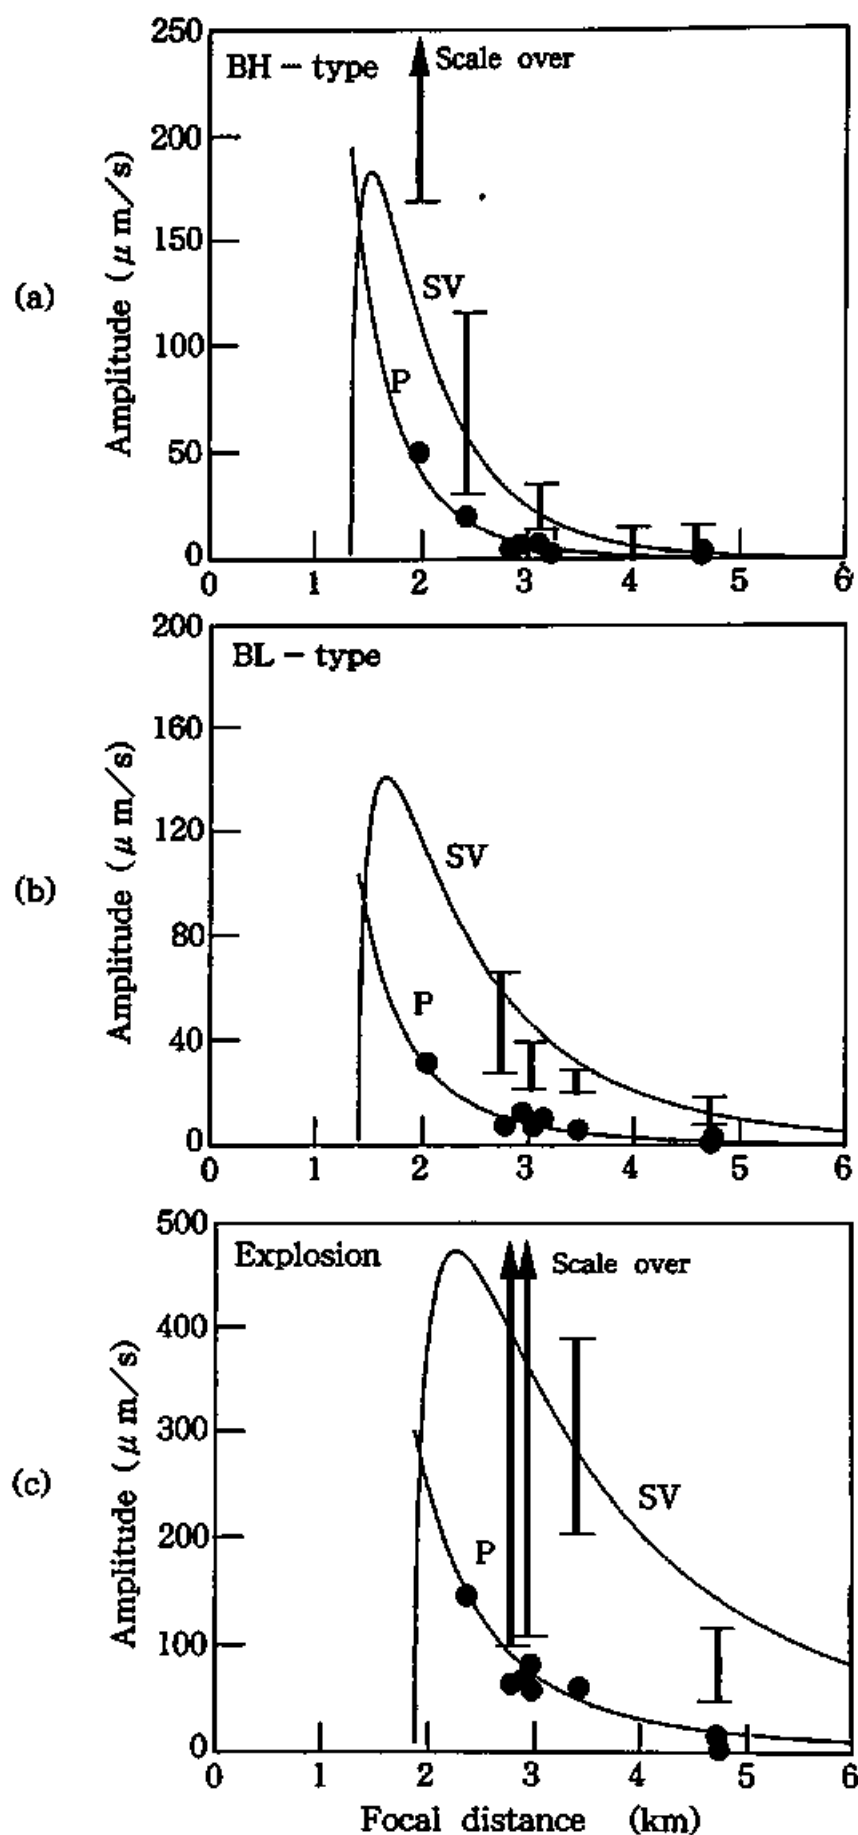 (a)
Amplitude (μ m/s)
250
200
150
100
50
0
BH – type
Scale over
SV
P
0 1 2 3 4 5 6
(b)
Amplitude (μ m/s)
200
160
120
80
40
0
BL – type
SV
P
0 1 2 3 4 5 6
(c)
Amplitude (μ m/s)
500
400
300
200
100
0
Explosion
Scale over
SV
P
0 1 2 3 4 5 6
Focal distance (km)